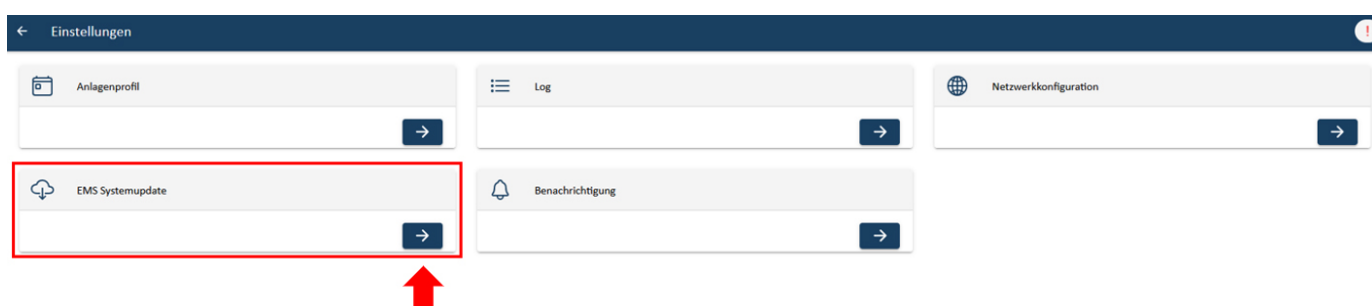 Einstellungen
!
Anlagenprofil
Log
Netzwerkkonfiguration
EMS Systemupdate
Benachrichtigung